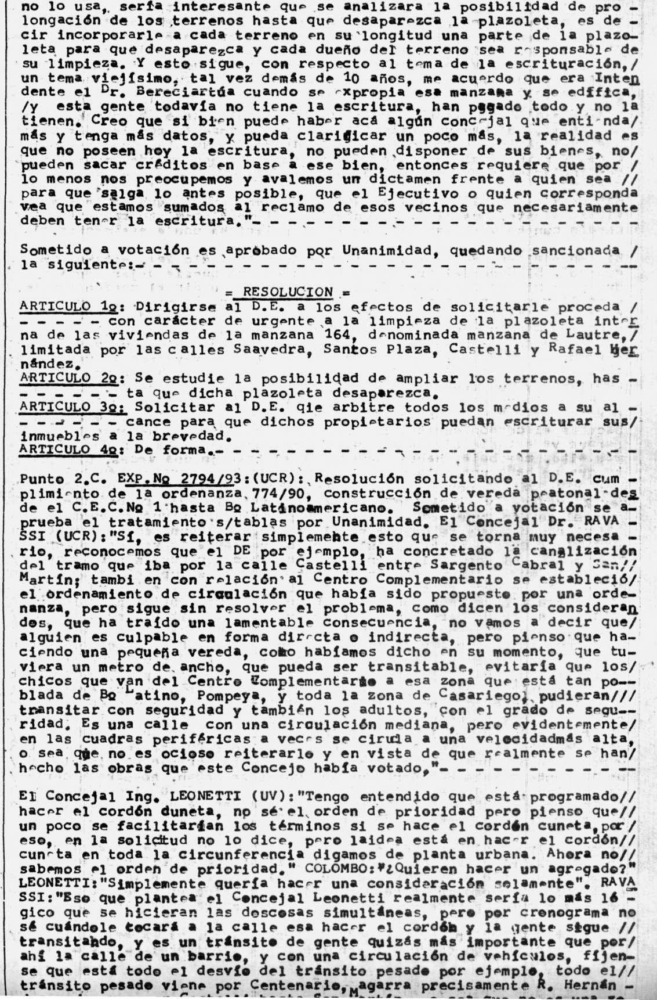 no lo usa, sería interesante que se analizara la posibilidad de pro -
longación de los terrenos hasta que desaparezca la plazoleta, es de -
cir incorporarle a cada terreno en su longitud una parte de la plazo-
leta para que desaparezca y cada dueño del terreno sea responsable de
su limpieza. Y esto sigue, con respecto al tema de la escrituración,/
un tema viejísimo, tal vez demás de 10 años, me acuerdo que era Inten
dente el Dr. Bereciartúa cuando se expropia esa manzana y se edifica,
/y esta gente todavía no tiene la escritura, han pagado todo y no la
tienen. Creo que si bien puede haber acá algún concejal que entienda/
más y tenga más datos, y pueda clarificar un poco más, la realidad es
que no poseen hoy la escritura, no pueden disponer de sus bienes, no/
pueden sacar créditos en base a ese bien, entonces requiere que por /
lo menos nos preocupemos y avalemos un dictamen frente a quien sea //
para que salga lo antes posible, que el Ejecutivo o quien corresponda
vea que estamos sumados al reclamo de esos vecinos que necesariamente
deben tener la escritura."- - - - - - - - - - - - - - - - - - - - - -
Sometido a votación es aprobado por Unanimidad, quedando sancionada /
la siguiente:- - - - - - - - - - - - - - - - - - - - - - - - - - - --
= RESOLUCION =
ARTICULO 1º: Dirigirse al D.E. a los efectos de solicitarle proceda /
- - - - - con carácter de urgente a la limpieza de la plazoleta inter
na de las viviendas de la manzana 164, denominada manzana de Lautre,/
limitada por las calles Saavedra, Santos Plaza, Castelli y Rafael Her
nández.
ARTICULO 2º: Se estudie la posibilidad de ampliar los terrenos, has -
- - - - - - ta que dicha plazoleta desaparezca.
ARTICULO 3º: Solicitar al D.E. qie arbitre todos los medios a su al -
- - - - - - cance para que dichos propietarios puedan escriturar sus/
inmuebles a la brevedad.
ARTICULO 4º: De forma.- - - - - - - - - - - - - - - - - - - - - - - -
Punto 2.C. EXP.Nº 2794/93:(UCR): Resolución solicitando al D.E. cum -
plimiento de la ordenanza 774/90, construcción de vereda peatonal des
de el C.E.C.Nº 1 hasta Bº Latinoamericano. Sometido a votación se a-
prueba el tratamiento s/tablas por Unanimidad. El Concejal Dr. RAVA -
SSI (UCR):"Sí, es reiterar simplemente esto que se torna muy necesa -
rio, reconocemos que el DE por ejemplo, ha concretado la canalización
del tramo que iba por la calle Castelli entre Sargento Cabral y San//
Martín; tambi en con relación al Centro Complementario se estableció/
el ordenamiento de circulación que había sido propuesto por una orde-
nanza, pero sigue sin resolver el problema, como dicen los consideran
dos, que ha traído una lamentable consecuencia, no vamos a decir que/
alguien es culpable en forma directa o indirecta, pero pienso que ha-
ciendo una pequeña vereda, como habíamos dicho en su momento, que tu-
viera un metro de ancho, que pueda ser transitable, evitaría que los/
chicos que van del Centro Complementario a esa zona que está tan po--
blada de Bº Latino, Pompeya, y toda la zona de Casariego, pudieran///
transitar con seguridad y también los adultos, con el grado de segu--
ridad. Es una calle con una circulación mediana, pero evidentemente/
en las cuadras periféricas a veces se cirula a una velocidadmás alta,
o sea que no es ocioso reiterarlo y en vista de que realmente se han/
hecho las obras que este Concejo había votado,"- - - - - - - - - - --
El Concejal Ing. LEONETTI (UV):"Tengo entendido que está programado//
hacer el cordón duneta, no sé el orden de prioridad pero pienso que//
un poco se facilitarían los términos si se hace el cordón cuneta,por/
eso, en la solicitud no lo dice, pero laidea está en hacer el cordón//
cuneta en toda la circunferencia digamos de planta urbana. Ahora no//
sabemos el orden de prioridad." COLOMBO:"¿Quieren hacer un agregado?"
LEONETTI:"Simplemente quería hacer una consideración solamente". RAVA
SSI:"Eso que plantea el Concejal Leonetti realmente sería lo más ló -
gico que se hicieran las doscosas simultáneas, pero por cronograma no
sé cuándole tocará a la calle esa hacer el cordón y la gente sigue //
transitando, y es un tránsito de gente quizás más importante que por/
ahí la calle de un barrio, y con una circulación de vehículos, fíjen-
se que está todo el desvío del tránsito pesado por ejemplo, todo el//
tránsito pesado viene por Centenario, agarra precisamente R. Hernán -